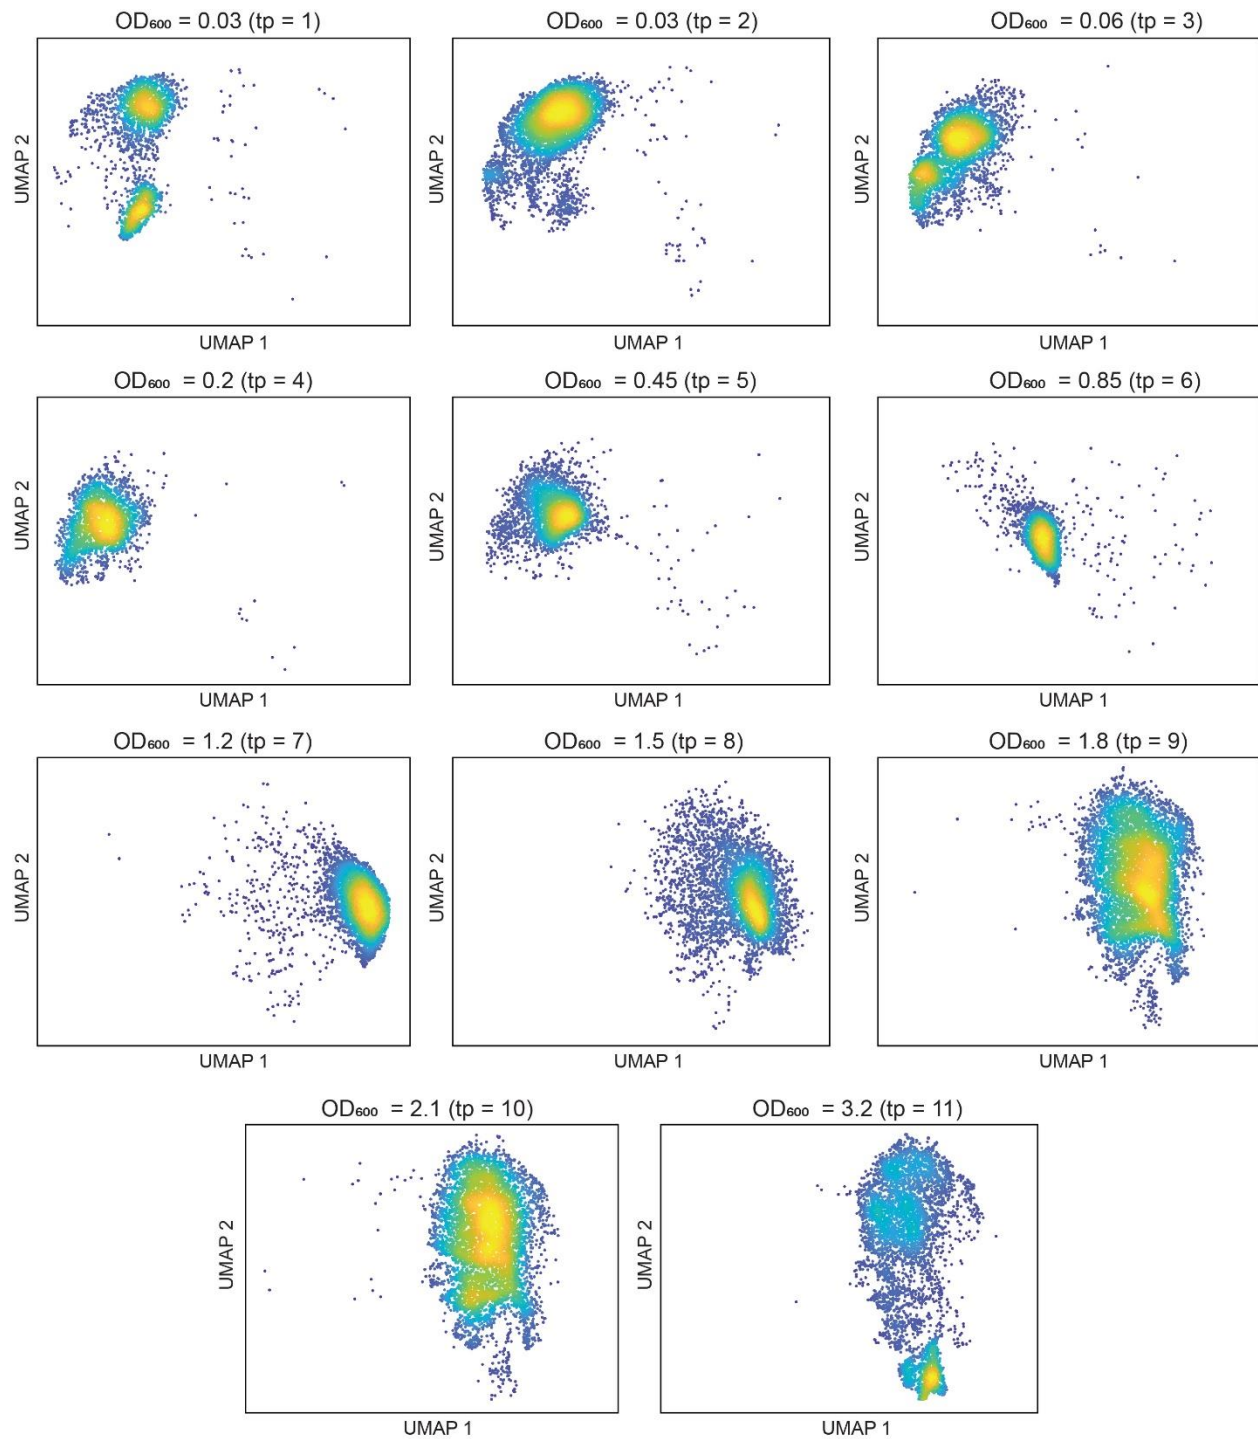 OD₆₀₀ = 0.03 (tp = 1)
OD₆₀₀ = 0.03 (tp = 2)
OD₆₀₀ = 0.06 (tp = 3)
UMAP 2
UMAP 2
UMAP 2
UMAP 1
UMAP 1
UMAP 1
OD₆₀₀ = 0.2 (tp = 4)
OD₆₀₀ = 0.45 (tp = 5)
OD₆₀₀ = 0.85 (tp = 6)
UMAP 2
UMAP 2
UMAP 2
UMAP 1
UMAP 1
UMAP 1
OD₆₀₀ = 1.2 (tp = 7)
OD₆₀₀ = 1.5 (tp = 8)
OD₆₀₀ = 1.8 (tp = 9)
UMAP 2
UMAP 2
UMAP 2
UMAP 1
UMAP 1
UMAP 1
OD₆₀₀ = 2.1 (tp = 10)
OD₆₀₀ = 3.2 (tp = 11)
UMAP 2
UMAP 2
UMAP 1
UMAP 1